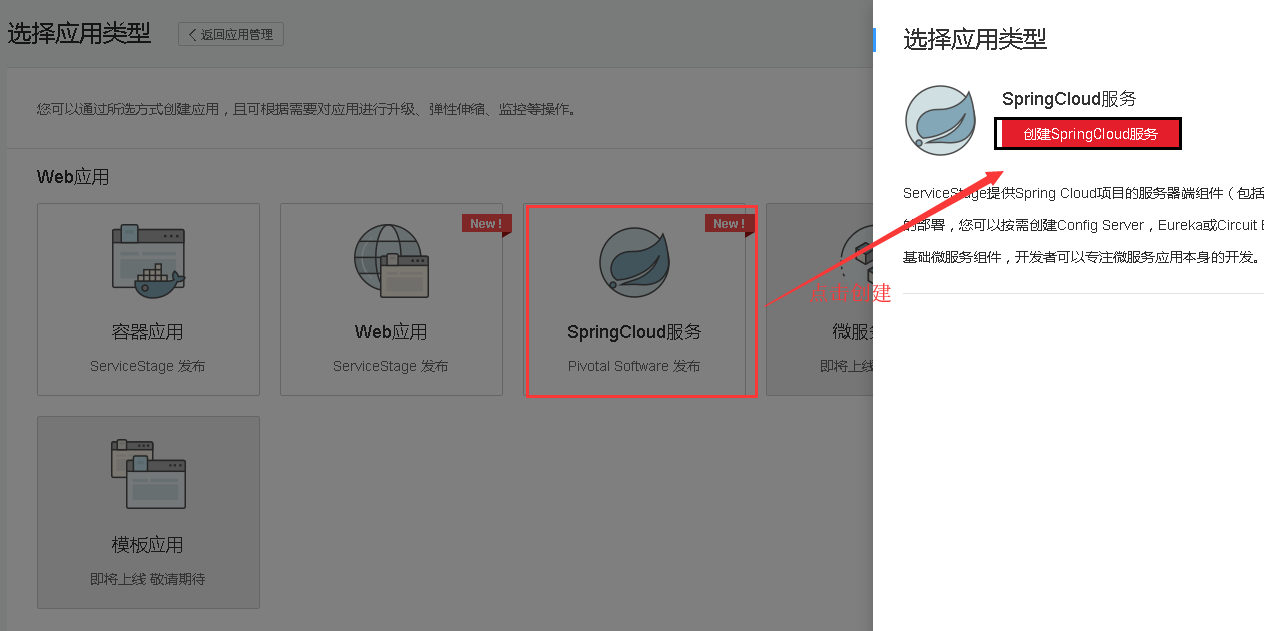 选择应用类型
返回应用管理
您可以通过所选方式创建应用，且可根据需要对应用进行升级、弹性伸缩、监控等操作。
Web应用
容器应用
ServiceStage 发布
New !
Web应用
ServiceStage 发布
New !
SpringCloud服务
Pivotal Software 发布
微服
即将上线
模板应用
即将上线 敬请期待
点击创建
选择应用类型
SpringCloud服务
创建SpringCloud服务
ServiceStage提供Spring Cloud项目的服务器端组件（包括
的部署，您可以按需创建Config Server，Eureka或Circuit
基础微服务组件，开发者可以专注微服务应用本身的开发。